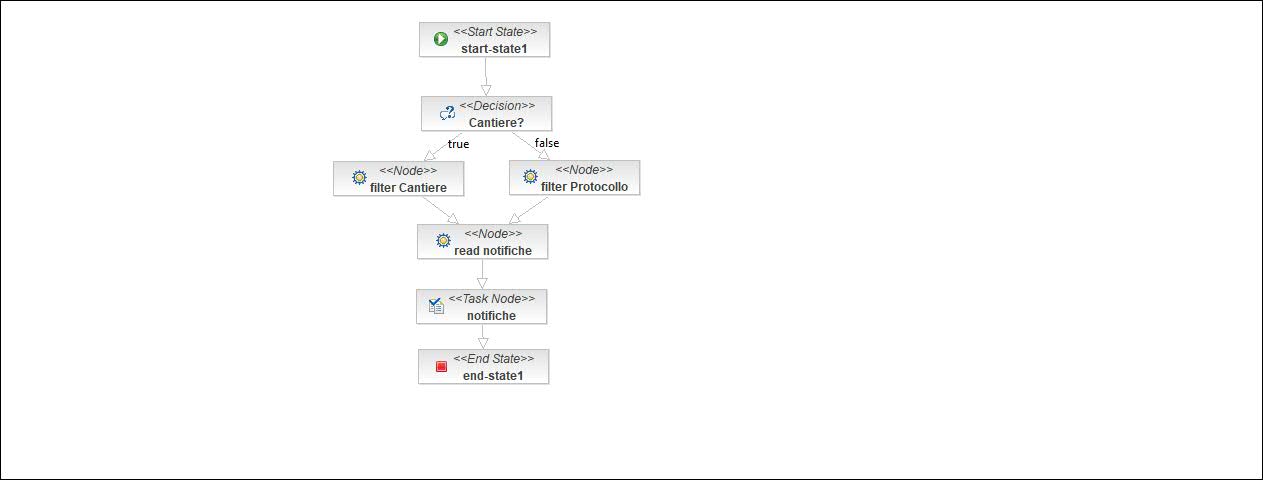 <<Start State>>
start-state1
<<Decision>>
Cantiere?
true
false
<<Node>>
filter Cantiere
<<Node>>
filter Protocollo
<<Node>>
read notifiche
<<Task Node>>
notifiche
<<End State>>
end-state1